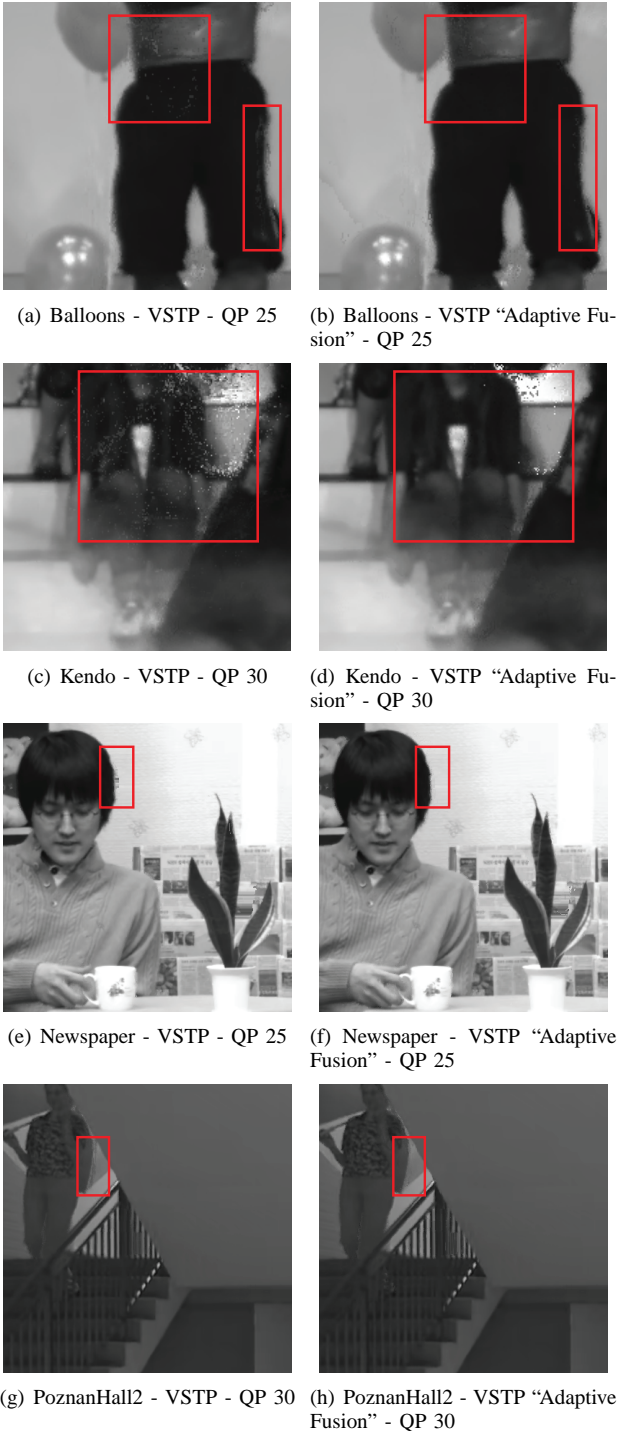 (a) Balloons - VSTP - QP 25
(b) Balloons - VSTP “Adaptive Fu-
sion” - QP 25
(c) Kendo - VSTP - QP 30
(d) Kendo - VSTP “Adaptive Fu-
sion” - QP 30
(e) Newspaper - VSTP - QP 25
(f) Newspaper - VSTP “Adaptive
Fusion” - QP 25
(g) PoznanHall2 - VSTP - QP 30
(h) PoznanHall2 - VSTP “Adaptive
Fusion” - QP 30